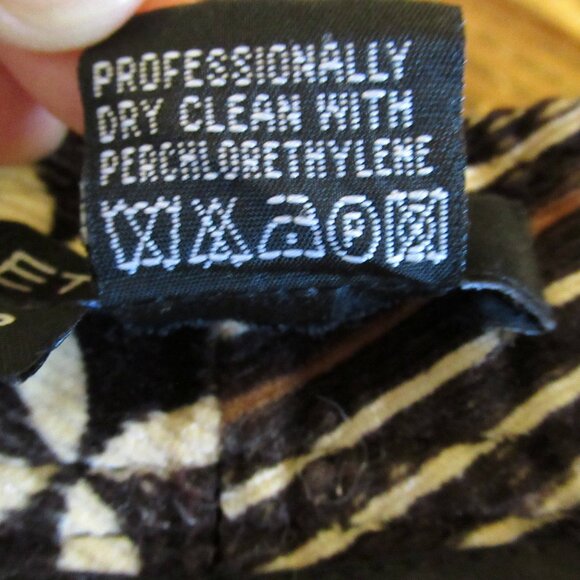 PROFESSIONALLY
DRY CLEAN WITH
PERCHLORETHYLENE
P
E